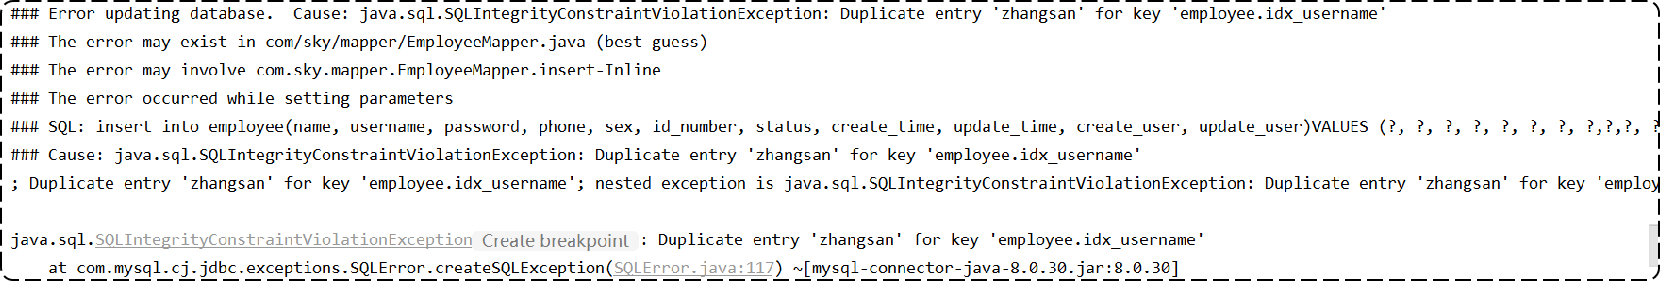 ### Error updating database.  Cause: java.sql.SQLIntegrityConstraintViolationException: Duplicate entry 'zhangsan' for key 'employee.idx_username'
### The error may exist in com/sky/mapper/EmployeeMapper.java (best guess)
### The error may involve com.sky.mapper.EmployeeMapper.insert-Inline
### The error occurred while setting parameters
### SQL: insert into employee(name, username, password, phone, sex, id_number, status, create_time, update_time, create_user, update_user)VALUES (?, ?, ?, ?, ?, ?, ?, ?,?,?, ?
### Cause: java.sql.SQLIntegrityConstraintViolationException: Duplicate entry 'zhangsan' for key 'employee.idx_username'
; Duplicate entry 'zhangsan' for key 'employee.idx_username'; nested exception is java.sql.SQLIntegrityConstraintViolationException: Duplicate entry 'zhangsan' for key 'employ
java.sql.SQLIntegrityConstraintViolationException Create breakpoint : Duplicate entry 'zhangsan' for key 'employee.idx_username'
at com.mysql.cj.jdbc.exceptions.SQLError.createSQLException(SQLError.java:117) ~[mysql-connector-java-8.0.30.jar:8.0.30]